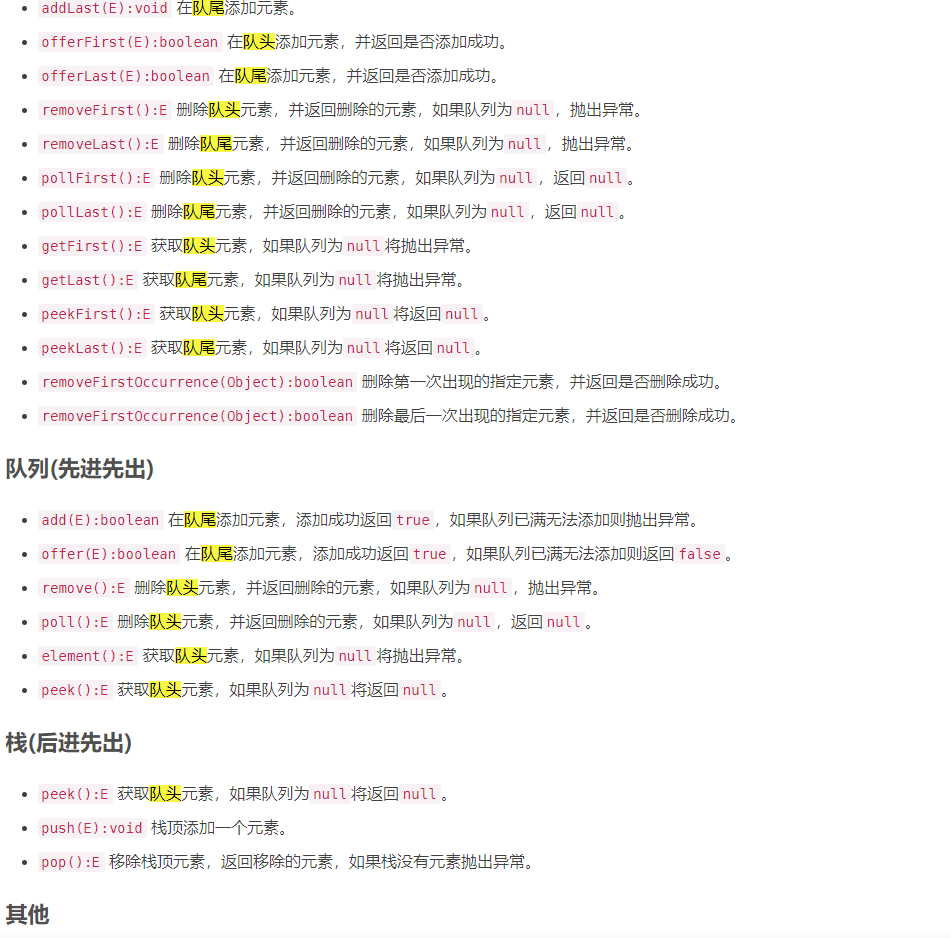 addLast(E):void 在队尾添加元素。
offerFirst(E):boolean 在队头添加元素，并返回是否添加成功。
offerLast(E):boolean 在队尾添加元素，并返回是否添加成功。
removeFirst():E 删除队头元素，并返回删除的元素，如果队列为 null ，抛出异常。
removeLast():E 删除队尾元素，并返回删除的元素，如果队列为 null ，抛出异常。
pollFirst():E 删除队头元素，并返回删除的元素，如果队列为 null ，返回 null 。
pollLast():E 删除队尾元素，并返回删除的元素，如果队列为 null ，返回 null 。
getFirst():E 获取队头元素，如果队列为 null 将抛出异常。
getLast():E 获取队尾元素，如果队列为 null 将抛出异常。
peekFirst():E 获取队头元素，如果队列为 null 将返回 null 。
peekLast():E 获取队尾元素，如果队列为 null 将返回 null 。
removeFirstOccurrence(Object):boolean 删除第一次出现的指定元素，并返回是否删除成功。
removeFirstOccurrence(Object):boolean 删除最后一次出现的指定元素，并返回是否删除成功。
队列(先进先出)
add(E):boolean 在队尾添加元素，添加成功返回 true ，如果队列已满无法添加则抛出异常。
offer(E):boolean 在队尾添加元素，添加成功返回 true ，如果队列已满无法添加则返回 false 。
remove():E 删除队头元素，并返回删除的元素，如果队列为 null ，抛出异常。
poll():E 删除队头元素，并返回删除的元素，如果队列为 null ，返回 null 。
element():E 获取队头元素，如果队列为 null 将抛出异常。
peek():E 获取队头元素，如果队列为 null 将返回 null 。
栈(后进先出)
peek():E 获取队头元素，如果队列为 null 将返回 null 。
push(E):void 栈顶添加一个元素。
pop():E 移除栈顶元素，返回移除的元素，如果栈没有元素抛出异常。
其他